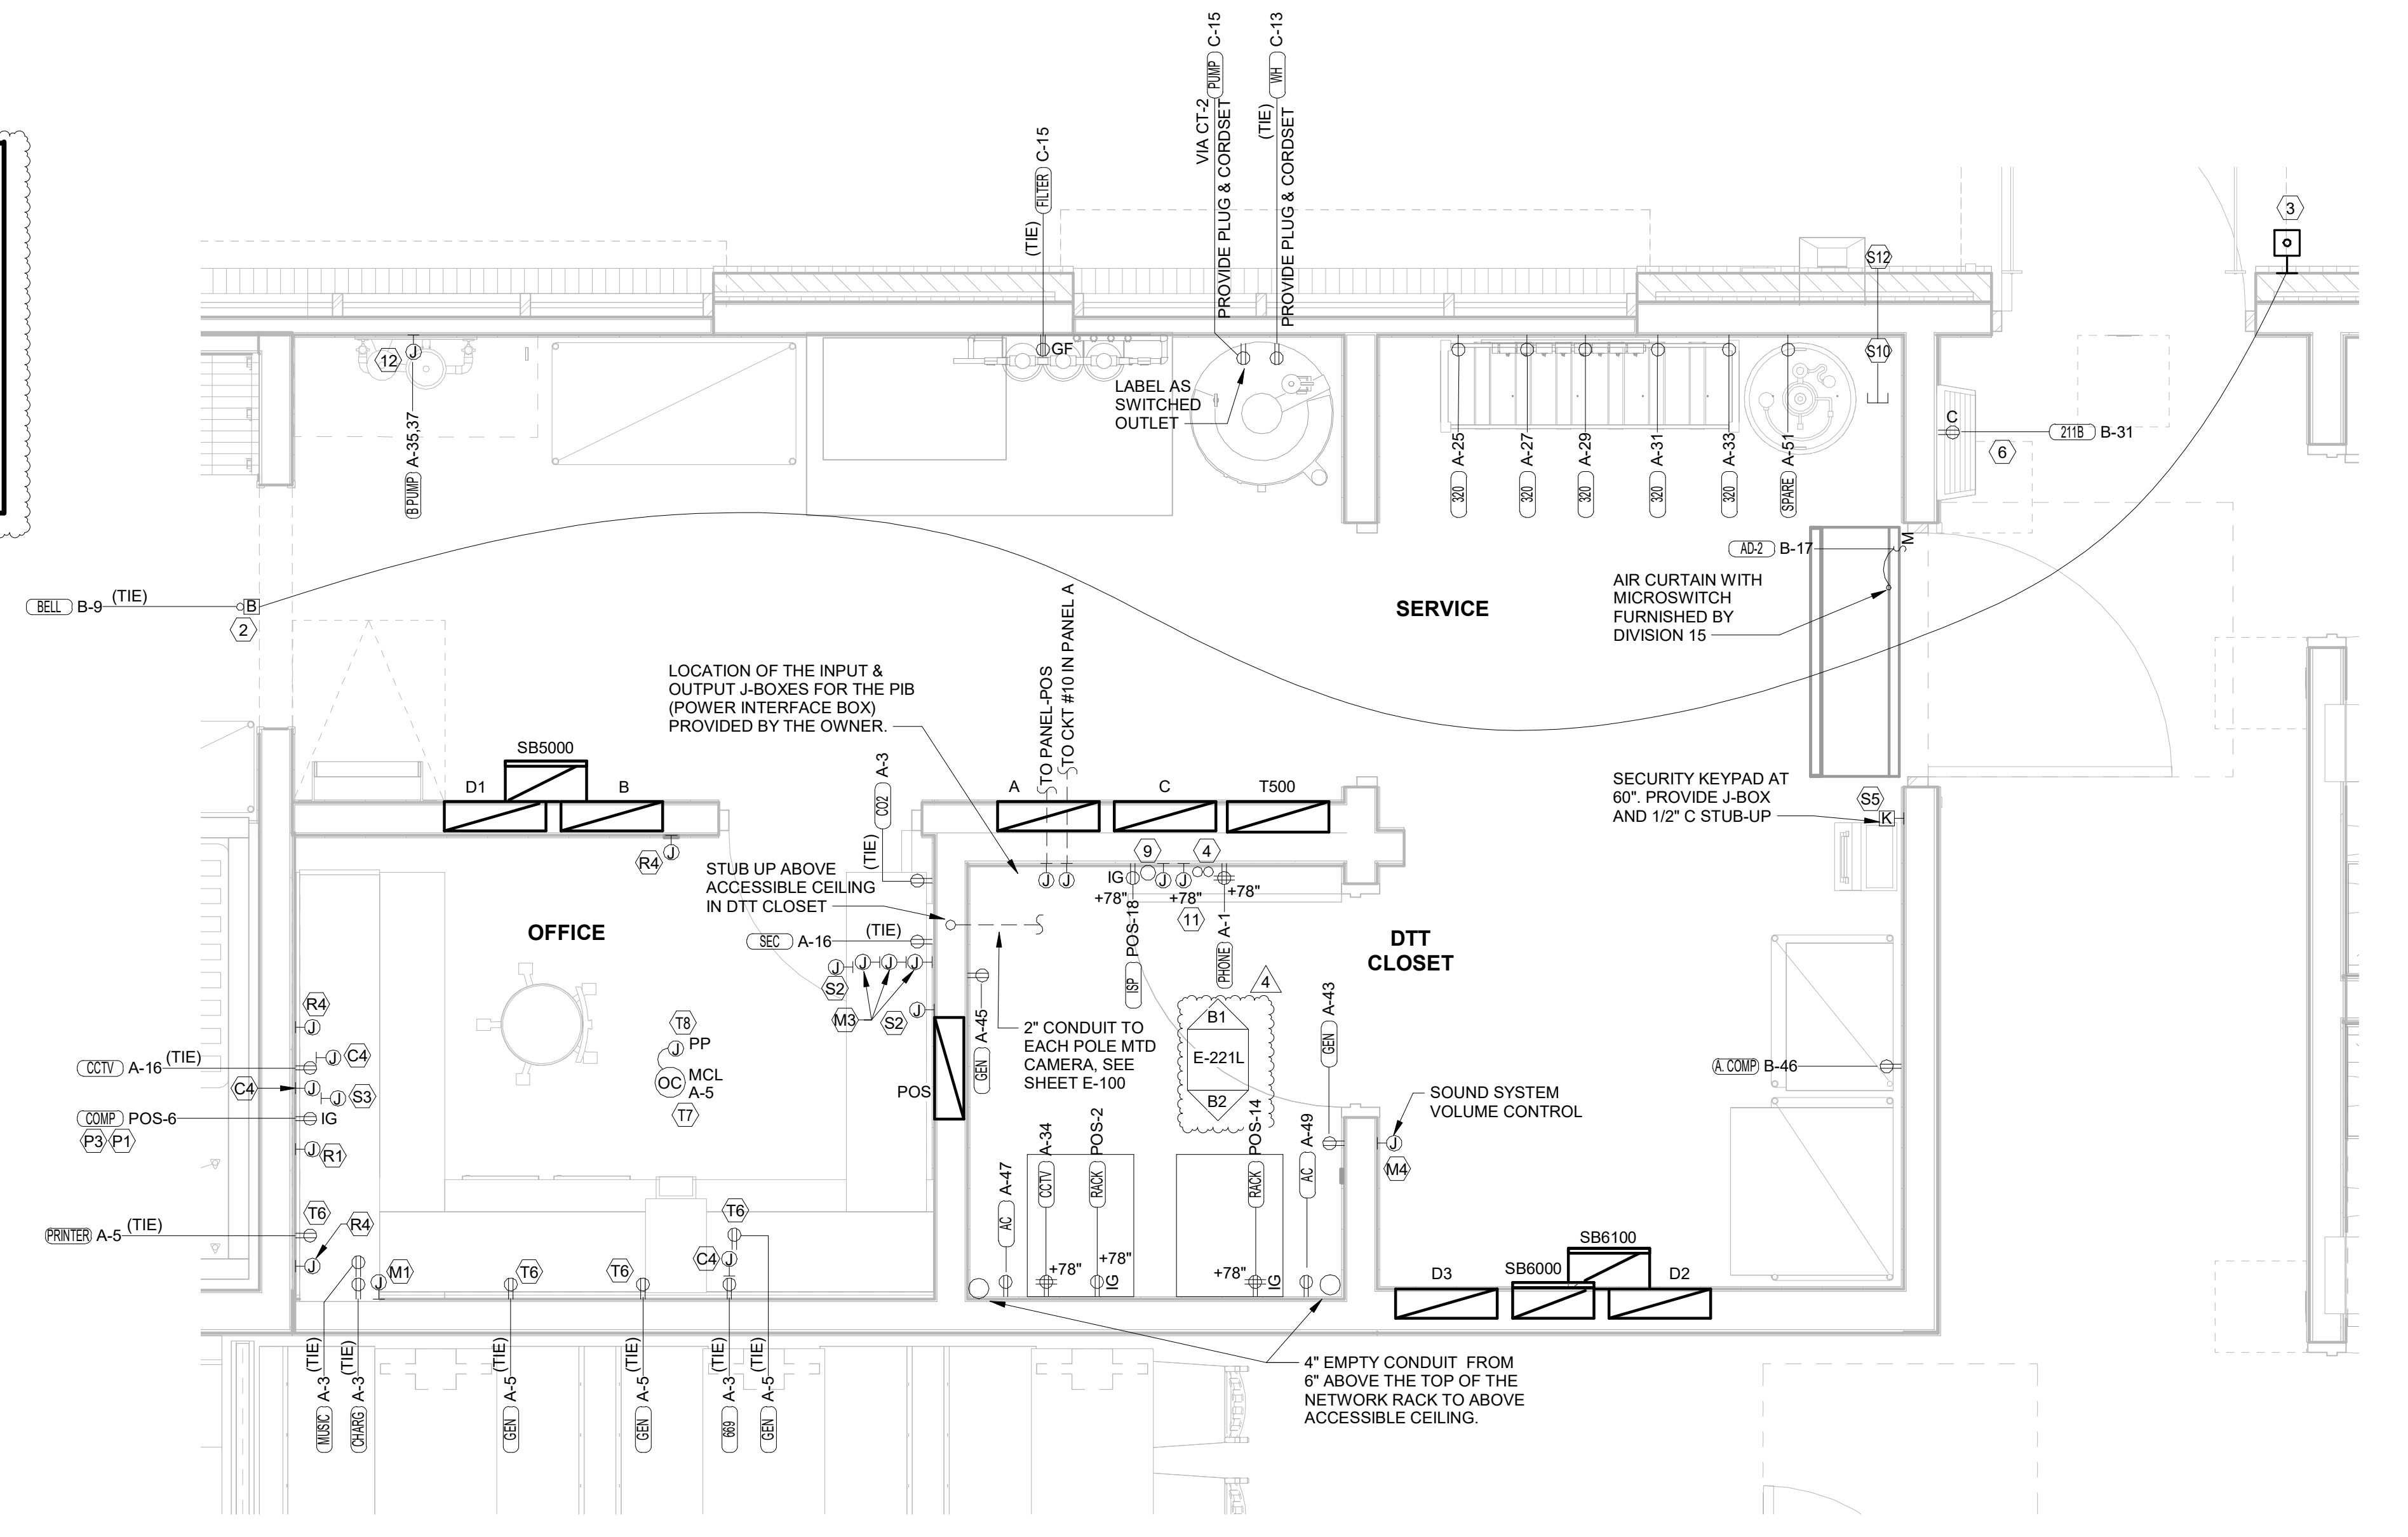 PUMP C-15
VIA CT-2
PROVIDE PLUG & CORDSET
WH C-13
(TIE)
PROVIDE PLUG & CORDSET
FILTER C-15
(TIE)
3
S12
12
J
GF
S10
LABEL AS
SWITCHED
OUTLET
B PUMP A-35,37
320 A-25
320 A-27
320 A-29
320 A-31
320 A-33
SPARE A-51
C
211B B-31
6
M
AD-2 B-17
AIR CURTAIN WITH
MICROSWITCH
FURNISHED BY
DIVISION 15
BELL B-9 (TIE)
B
2
SERVICE
LOCATION OF THE INPUT &
OUTPUT J-BOXES FOR THE PIB
(POWER INTERFACE BOX)
PROVIDED BY THE OWNER.
TO PANEL-POS
TO CKT #10 IN PANEL A
SB5000
D1
B
CO2 A-3
(TIE)
A
C
T500
SECURITY KEYPAD AT
60". PROVIDE J-BOX
AND 1/2" C STUB-UP
S5
K
R4
J
STUB UP ABOVE
ACCESSIBLE CEILING
IN DTT CLOSET
J
J
9
4
IG
J
J
+78"
+78"
+78"
11
OFFICE
SEC A-16 (TIE)
ISP POS-18
PHONE A-1
DTT
CLOSET
J
J
J
J
S2
M3
S2
J
GEN A-45
2" CONDUIT TO
EACH POLE MTD
CAMERA, SEE
SHEET E-100
4
B1
E-221L
B2
GEN A-43
R4
J
T8
J
PP
OC
MCL
A-5
T7
CCTV A-16 (TIE)
J
C4
C4
J
J
S3
COMP POS-6
IG
P3
P1
J
R1
POS
A. COMP B-46
SOUND SYSTEM
VOLUME CONTROL
J
M4
AC A-47
CCTV A-34
RACK POS-2
RACK POS-14
AC A-49
+78"
+78"
IG
+78"
IG
T6
PRINTER A-5 (TIE)
R4
J
J
M1
T6
T6
T6
C4
J
SB6100
SB6000
D3
D2
MUSIC A-3 (TIE)
CHARG A-3 (TIE)
GEN A-5 (TIE)
GEN A-5 (TIE)
669 A-3 (TIE)
GEN A-5 (TIE)
4" EMPTY CONDUIT FROM
6" ABOVE THE TOP OF THE
NETWORK RACK TO ABOVE
ACCESSIBLE CEILING.